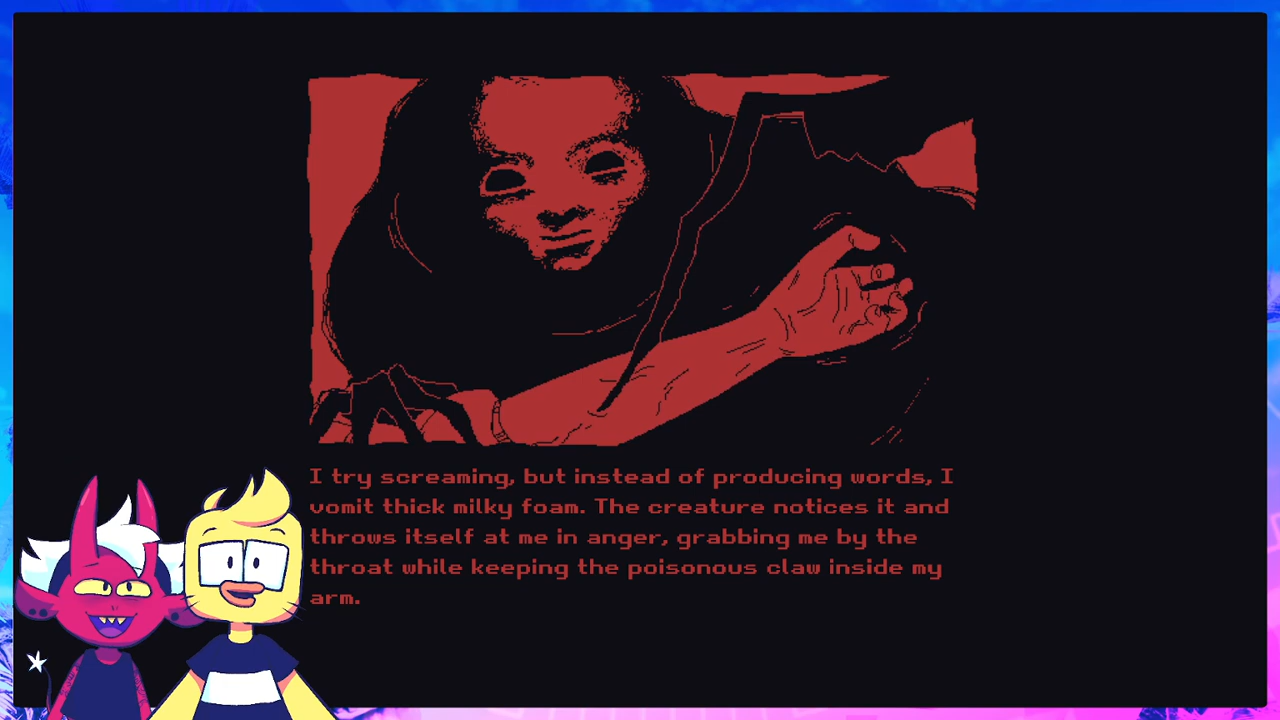 I try screaming, but instead of producing words, I
vomit thick milky foam. The creature notices it and
throws itself at me in anger, grabbing me by the
throat while keeping the poisonous claw inside my
arm.